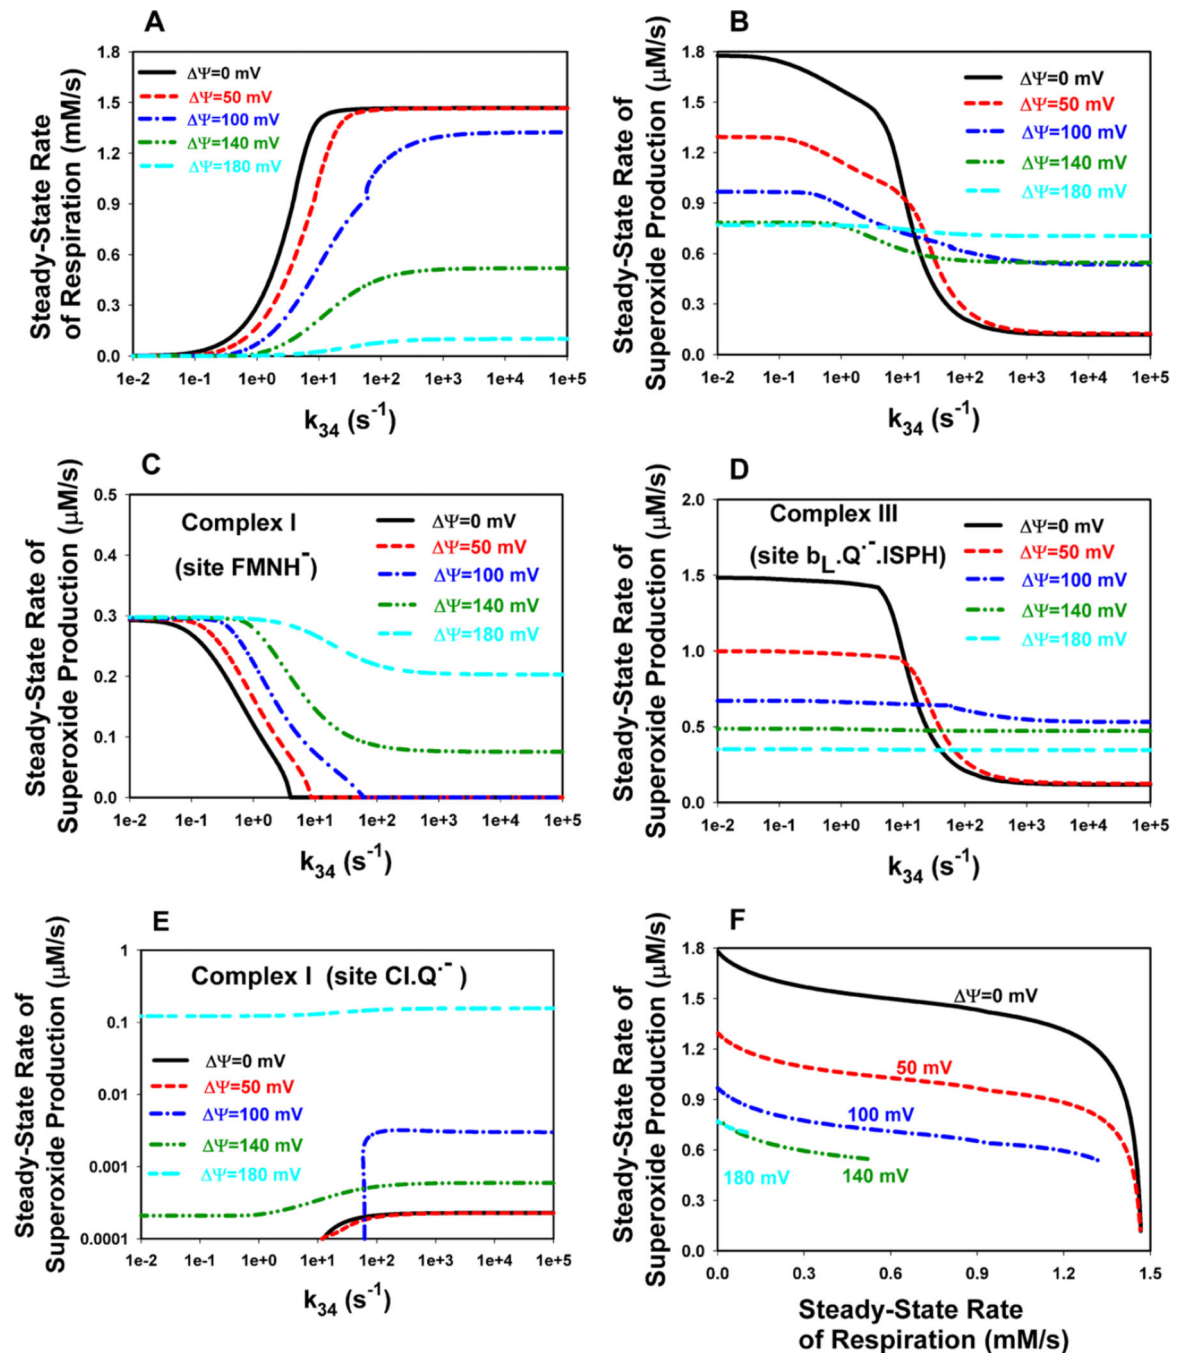 A
Steady-State Rate
of Respiration (mM/s)
1.8
1.5
1.2
0.9
0.6
0.3
0.0
ΔΨ=0 mV
ΔΨ=50 mV
ΔΨ=100 mV
ΔΨ=140 mV
ΔΨ=180 mV
1e-2 1e-1 1e+0 1e+1 1e+2 1e+3 1e+4 1e+5
k34 (s-1)
B
Steady-State Rate of
Superoxide Production (μM/s)
1.8
1.5
1.2
0.9
0.6
0.3
0.0
ΔΨ=0 mV
ΔΨ=50 mV
ΔΨ=100 mV
ΔΨ=140 mV
ΔΨ=180 mV
1e-2 1e-1 1e+0 1e+1 1e+2 1e+3 1e+4 1e+5
k34 (s-1)
C
Steady-State Rate of
Superoxide Production (μM/s)
0.5
0.4
0.3
0.2
0.1
0.0
Complex I
(site FMNH-)
ΔΨ=0 mV
ΔΨ=50 mV
ΔΨ=100 mV
ΔΨ=140 mV
ΔΨ=180 mV
1e-2 1e-1 1e+0 1e+1 1e+2 1e+3 1e+4 1e+5
k34 (s-1)
D
Steady-State Rate of
Superoxide Production (μM/s)
2.0
1.5
1.0
0.5
0.0
Complex III
(site bL.Q·-.ISPH)
ΔΨ=0 mV
ΔΨ=50 mV
ΔΨ=100 mV
ΔΨ=140 mV
ΔΨ=180 mV
1e-2 1e-1 1e+0 1e+1 1e+2 1e+3 1e+4 1e+5
k34 (s-1)
E
Steady-State Rate of
Superoxide Production (μM/s)
1
0.1
0.01
0.001
0.0001
Complex I (site CI.Q·- )
ΔΨ=0 mV
ΔΨ=50 mV
ΔΨ=100 mV
ΔΨ=140 mV
ΔΨ=180 mV
1e-2 1e-1 1e+0 1e+1 1e+2 1e+3 1e+4 1e+5
k34 (s-1)
F
Steady-State Rate of
Superoxide Production (μM/s)
1.8
1.5
1.2
0.9
0.6
0.3
0.0
ΔΨ=0 mV
50 mV
100 mV
180 mV
140 mV
0.0 0.3 0.6 0.9 1.2 1.5
Steady-State Rate
of Respiration (mM/s)